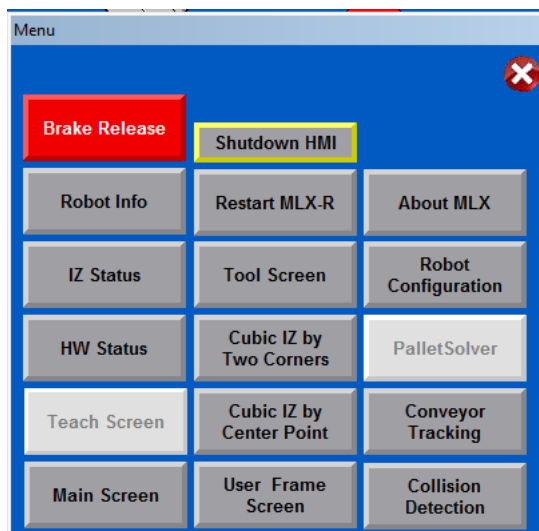 Menu
Brake Release
Shutdown HMI
Robot Info
Restart MLX-R
About MLX
IZ Status
Tool Screen
Robot
Configuration
HW Status
Cubic IZ by
Two Corners
PalletSolver
Teach Screen
Cubic IZ by
Center Point
Conveyor
Tracking
Main Screen
User Frame
Screen
Collision
Detection